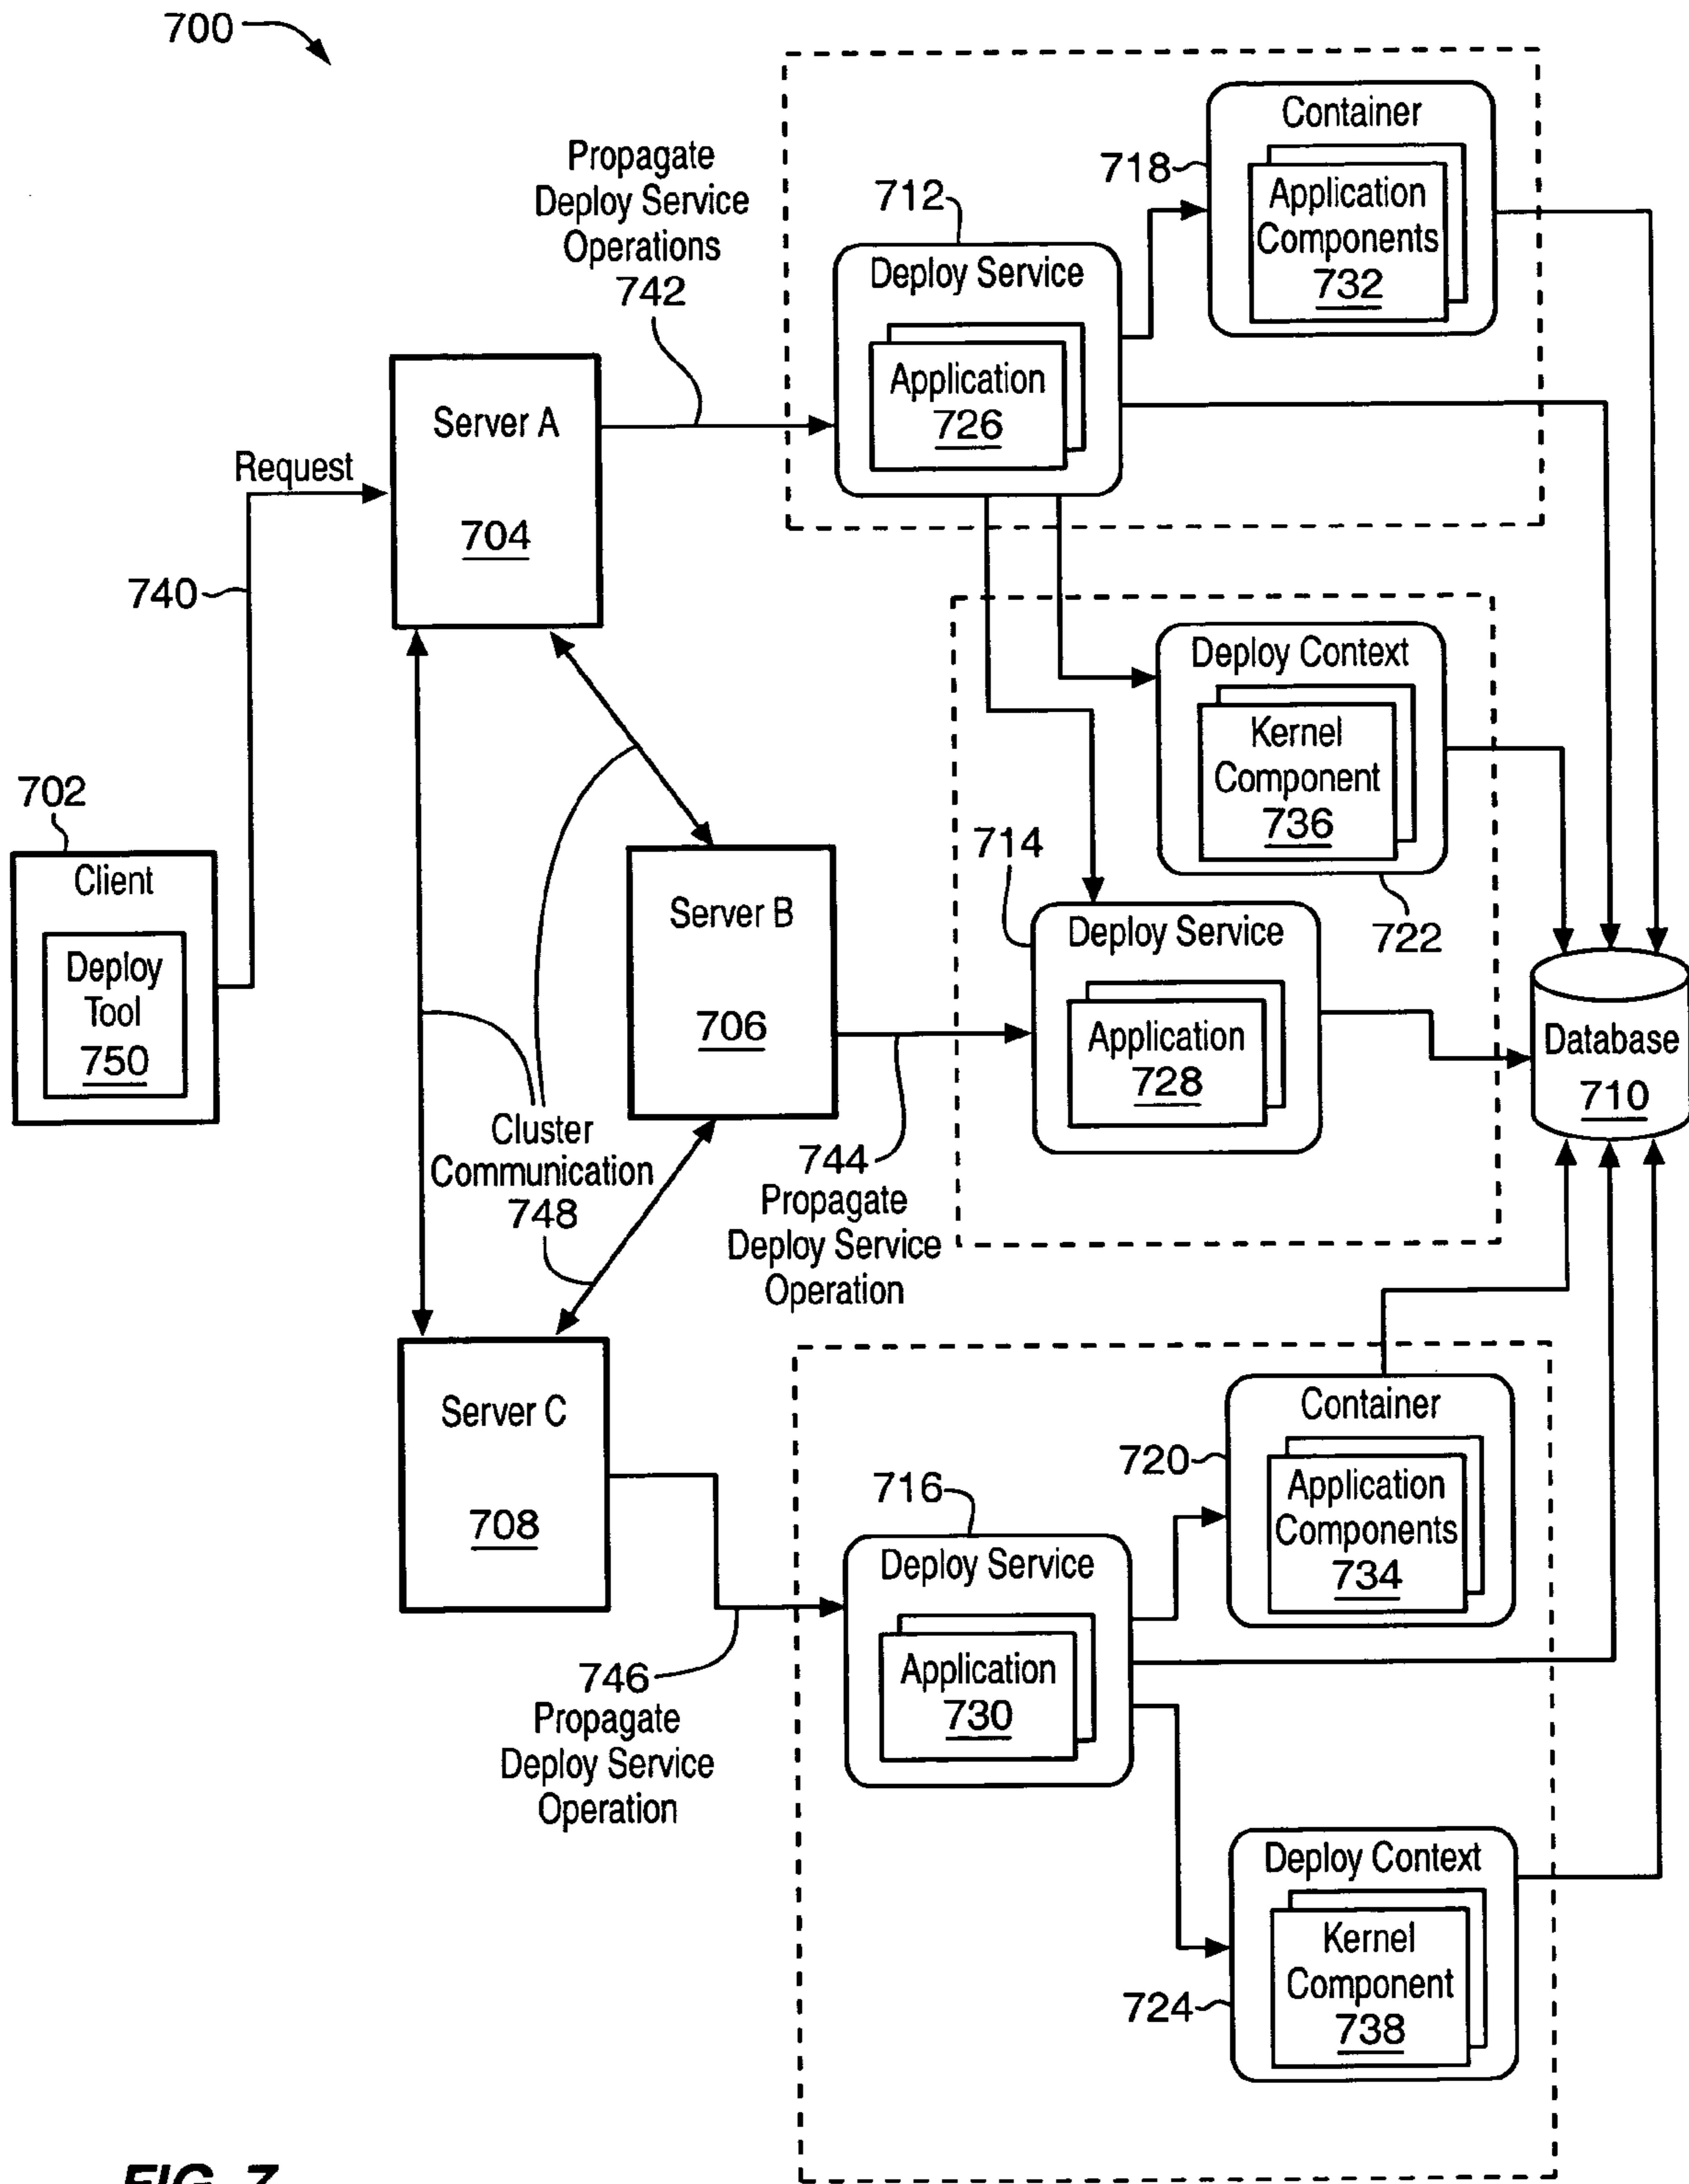 700
Propagate
Deploy Service
Operations
742
712
Deploy Service
Application
726
718
Container
Application
Components
732
Server A
704
Request
740
702
Client
Deploy
Tool
750
Server B
706
Cluster
Communication
748
744
Propagate
Deploy Service
Operation
Deploy Context
Kernel
Component
736
722
714
Deploy Service
Application
728
Database
710
Server C
708
746
Propagate
Deploy Service
Operation
716
Deploy Service
Application
730
720
Container
Application
Components
734
Deploy Context
Kernel
Component
738
724
FIG. 7